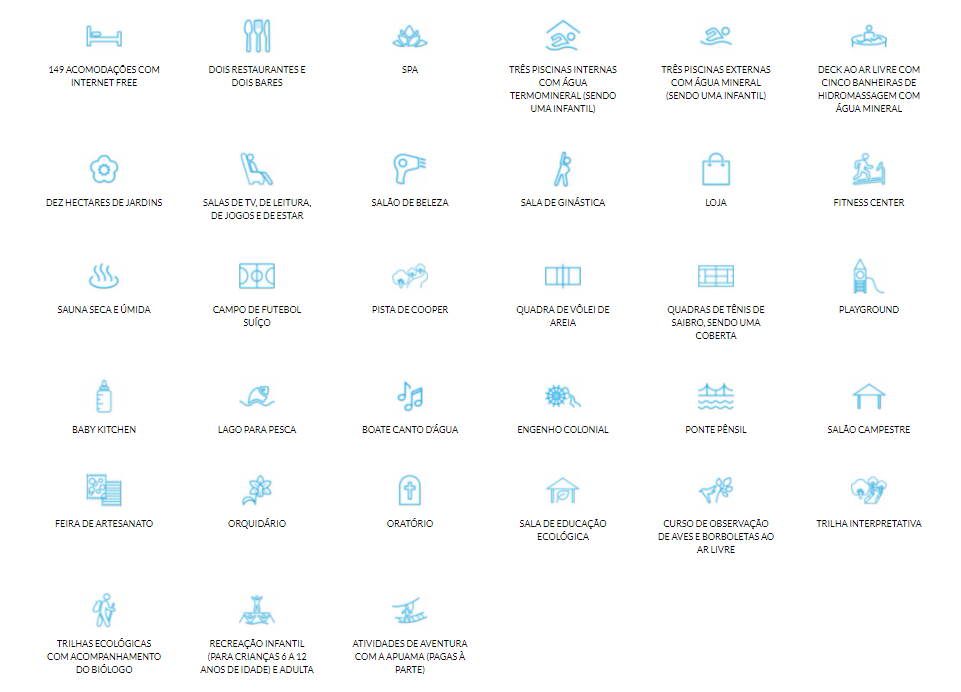 149 ACOMODAÇÕES COM
INTERNET FREE
DOIS RESTAURANTES E
DOIS BARES
SPA
TRÊS PISCINAS INTERNAS
COM ÁGUA
TERMOMINERAL (SENDO
UMA INFANTIL)
TRÊS PISCINAS EXTERNAS
COM ÁGUA MINERAL
(SENDO UMA INFANTIL)
DECK AO AR LIVRE COM
CINCO BANHEIRAS DE
HIDROMASSAGEM COM
ÁGUA MINERAL
DEZ HECTARES DE JARDINS
SALAS DE TV, DE LEITURA,
DE JOGOS E DE ESTAR
SALÃO DE BELEZA
SALA DE GINÁSTICA
LOJA
FITNESS CENTER
SAUNA SECA E ÚMIDA
CAMPO DE FUTEBOL
SUÍÇO
PISTA DE COOPER
QUADRA DE VÔLEI DE
AREIA
QUADRAS DE TÊNIS DE
SAIBRO, SENDO UMA
COBERTA
PLAYGROUND
BABY KITCHEN
LAGO PARA PESCA
BOATE CANTO D'ÁGUA
ENGENHO COLONIAL
PONTE PÊNSIL
SALÃO CAMPESTRE
FEIRA DE ARTESANATO
ORQUIDÁRIO
ORATÓRIO
SALA DE EDUCAÇÃO
ECOLÓGICA
CURSO DE OBSERVAÇÃO
DE AVES E BORBOLETAS AO
AR LIVRE
TRILHA INTERPRETATIVA
TRILHAS ECOLÓGICAS
COM ACOMPANHAMENTO
DO BIÓLOGO
RECREAÇÃO INFANTIL
(PARA CRIANÇAS 6 A 12
ANOS DE IDADE) E ADULTA
ATIVIDADES DE AVENTURA
COM A APUAMA (PAGAS À
PARTE)